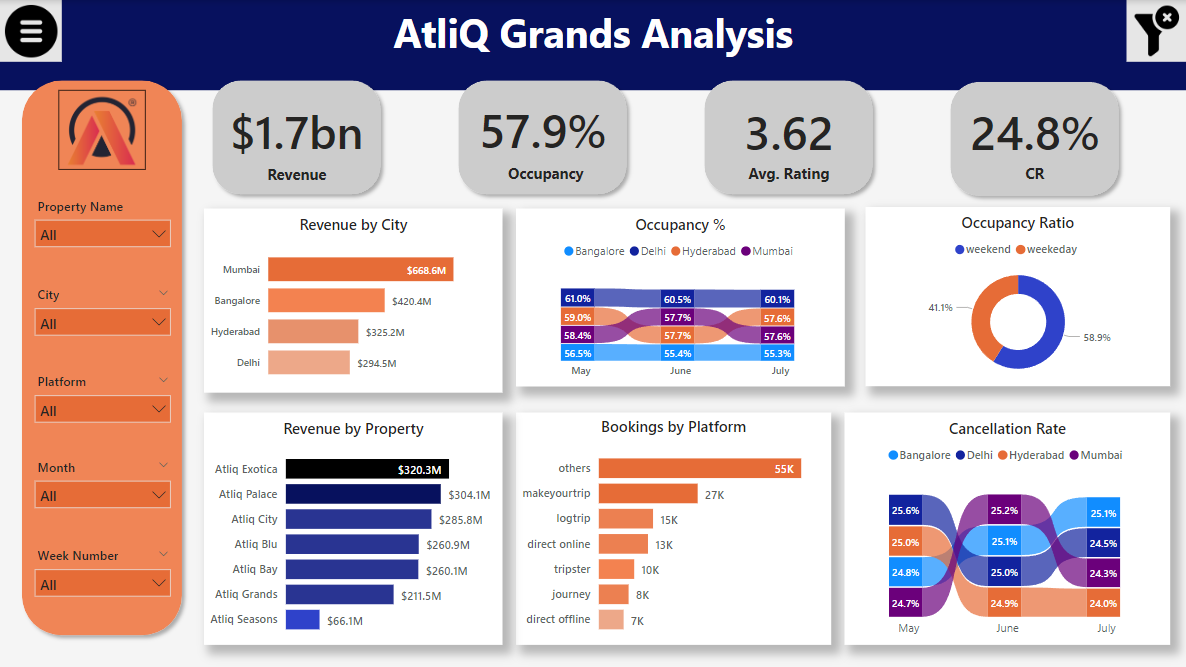 AtliQ Grands Analysis
$1.7bn
Revenue
57.9%
Occupancy
3.62
Avg. Rating
24.8%
CR
®
Property Name
All
City
All
Platform
All
Month
All
Week Number
All
Revenue by City
Mumbai $668.6M
Bangalore $420.4M
Hyderabad $325.2M
Delhi $294.5M
Occupancy %
Bangalore Delhi Hyderabad Mumbai
61.0% 60.5% 60.1%
59.0% 57.7% 57.6%
58.4% 57.7% 57.6%
56.5% 55.4% 55.3%
May June July
Occupancy Ratio
weekend weekeday
41.1%
58.9%
Revenue by Property
Atliq Exotica $320.3M
Atliq Palace $304.1M
Atliq City $285.8M
Atliq Blu $260.9M
Atliq Bay $260.1M
Atliq Grands $211.5M
Atliq Seasons $66.1M
Bookings by Platform
others 55K
makeyourtrip 27K
logtrip 15K
direct online 13K
tripster 10K
journey 8K
direct offline 7K
Cancellation Rate
Bangalore Delhi Hyderabad Mumbai
25.6% 25.2% 25.1%
25.0% 25.1% 24.5%
24.8% 25.0% 24.3%
24.7% 24.9% 24.0%
May June July